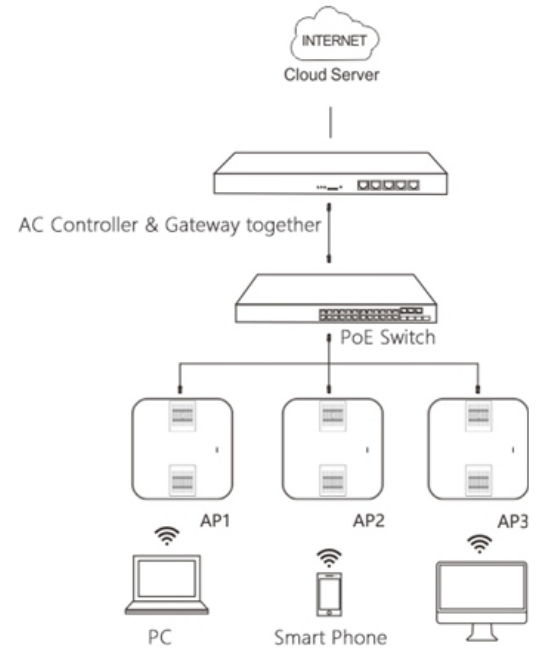 INTERNET
Cloud Server
AC Controller & Gateway together
PoE Switch
AP1
AP2
AP3
PC
Smart Phone